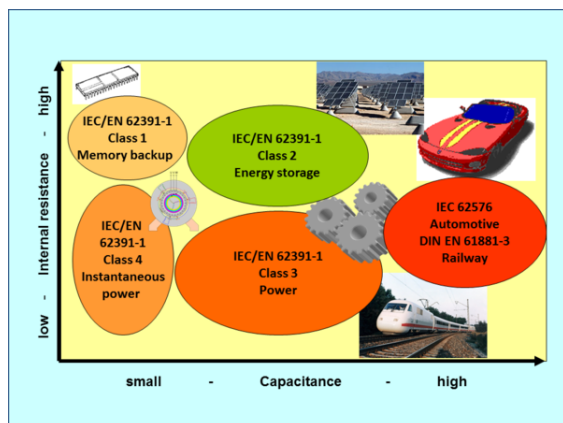 IEC/EN 62391-1
Class 1
Memory backup
IEC/EN 62391-1
Class 2
Energy storage
IEC/EN
62391-1
Class 4
Instantaneous
power
IEC/EN 62391-1
Class 3
Power
IEC 62576
Automotive
DIN EN 61881-3
Railway
low - Internal resistance - high
small - Capacitance - high